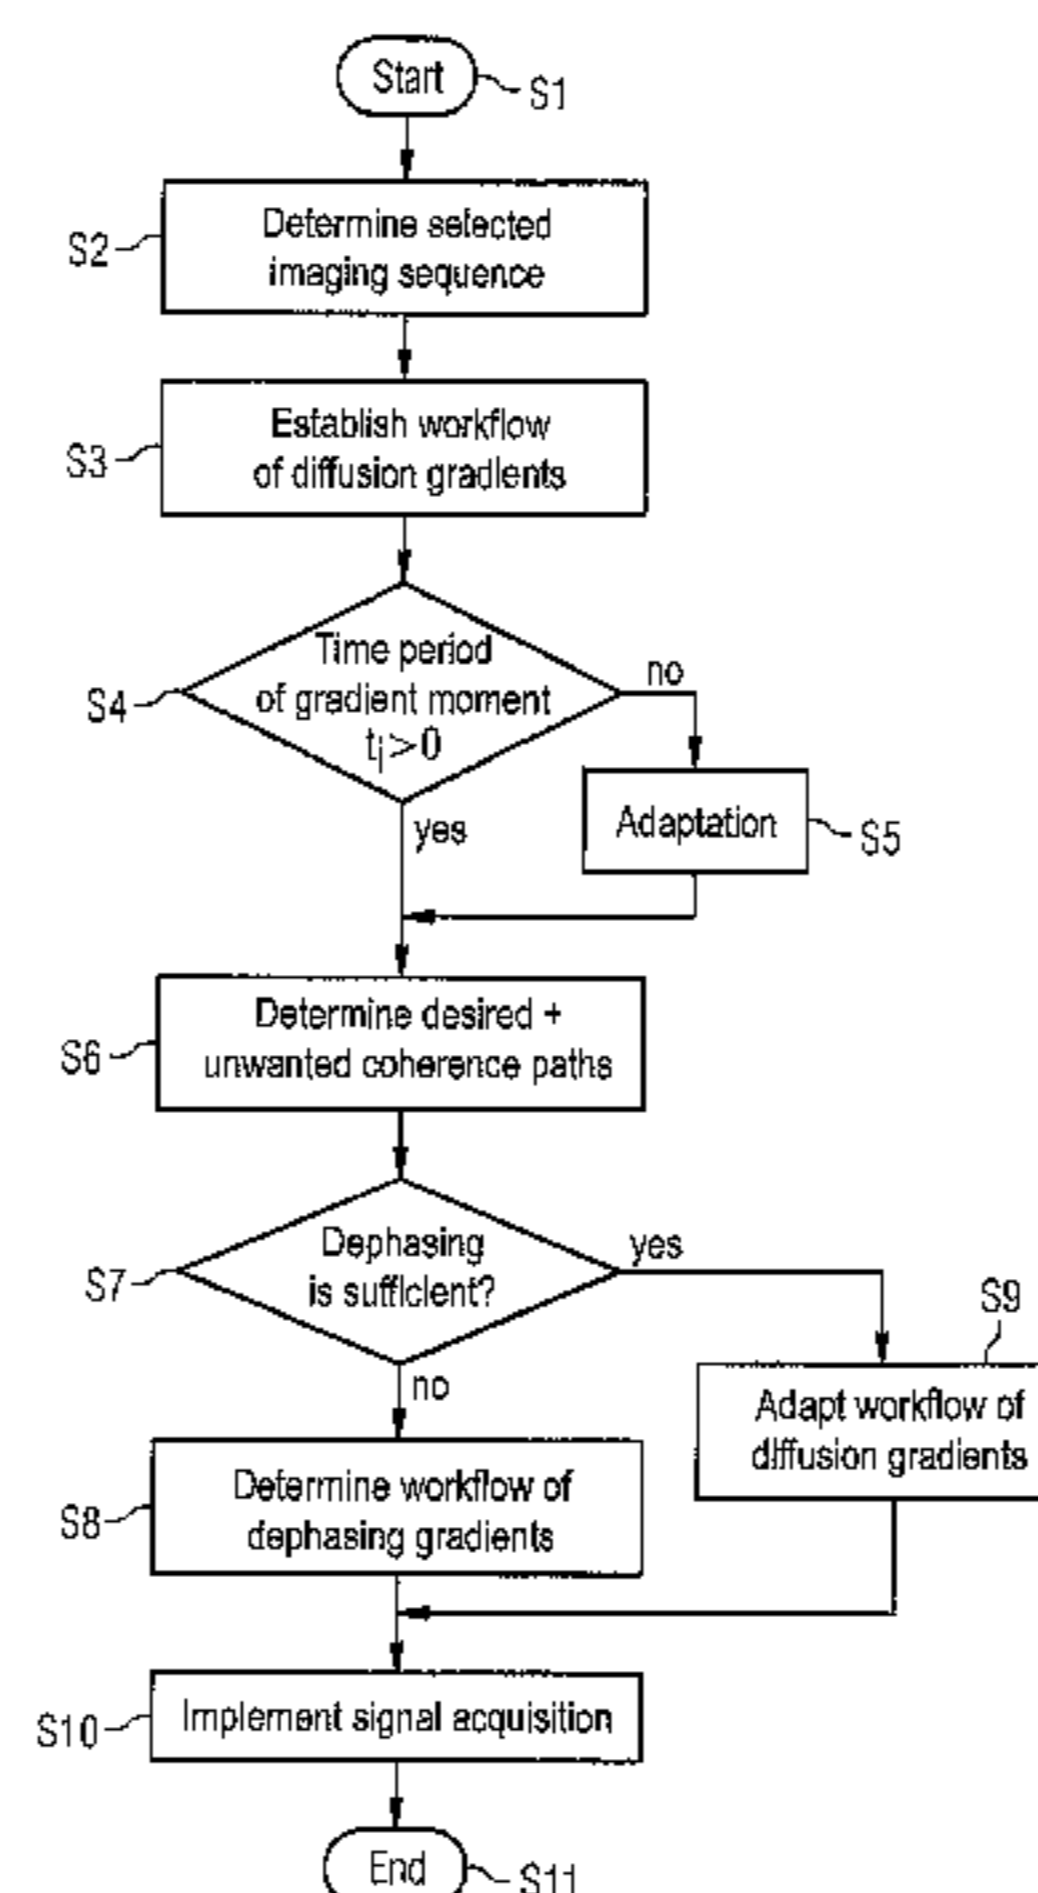 Start
S1
S2
Determine selected
imaging sequence
S3
Establish workflow
of diffusion gradients
S4
Time period
of gradient moment
tj>0
no
yes
Adaptation
S5
S6
Determine desired +
unwanted coherence paths
S7
Dephasing
is sufficient?
yes
no
S9
Adapt workflow of
diffusion gradients
S8
Determine workflow of
dephasing gradients
S10
Implement signal acquisition
End
S11